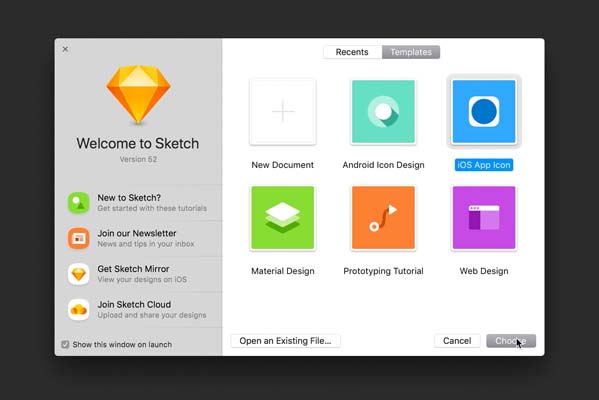 Welcome to Sketch
Version 52
New to Sketch?
Get started with these tutorials
Join our Newsletter
News and tips in your inbox
Get Sketch Mirror
View your designs on iOS
Join Sketch Cloud
Upload and share your designs
Show this window on launch
Recents
Templates
New Document
Android Icon Design
iOS App Icon
Material Design
Prototyping Tutorial
Web Design
Open an Existing File...
Cancel
Choose